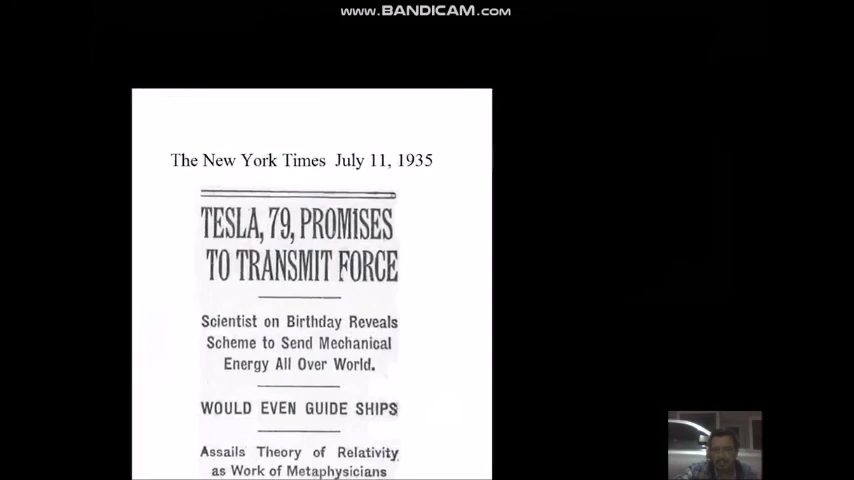 WWW.BANDICAM.COM
The New York Times July 11, 1935
TESLA, 79, PROMISES
TO TRANSMIT FORCE
Scientist on Birthday Reveals
Scheme to Send Mechanical
Energy All Over World.
WOULD EVEN GUIDE SHIPS
Assails Theory of Relativity
as Work of Metaphysicians